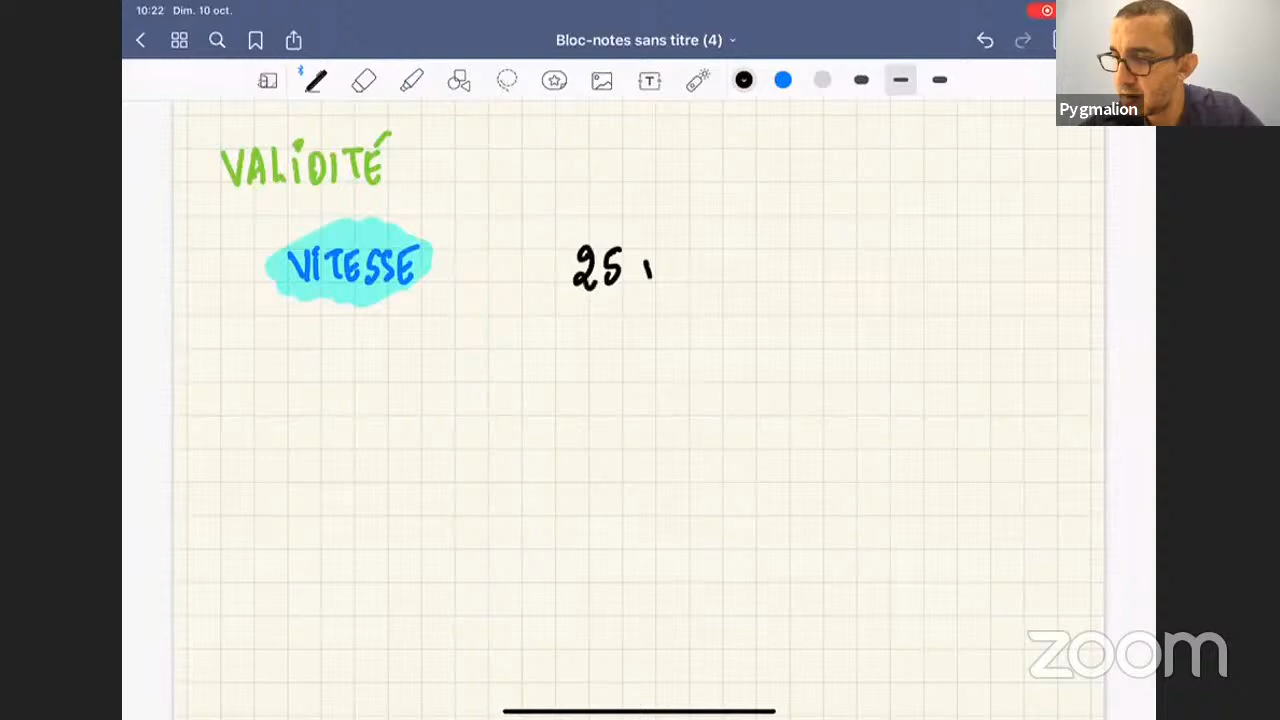 10:22 Dim. 10 oct.
Bloc-notes sans titre (4)
Pygmalion
VALIDITÉ
VITESSE
25
zoom